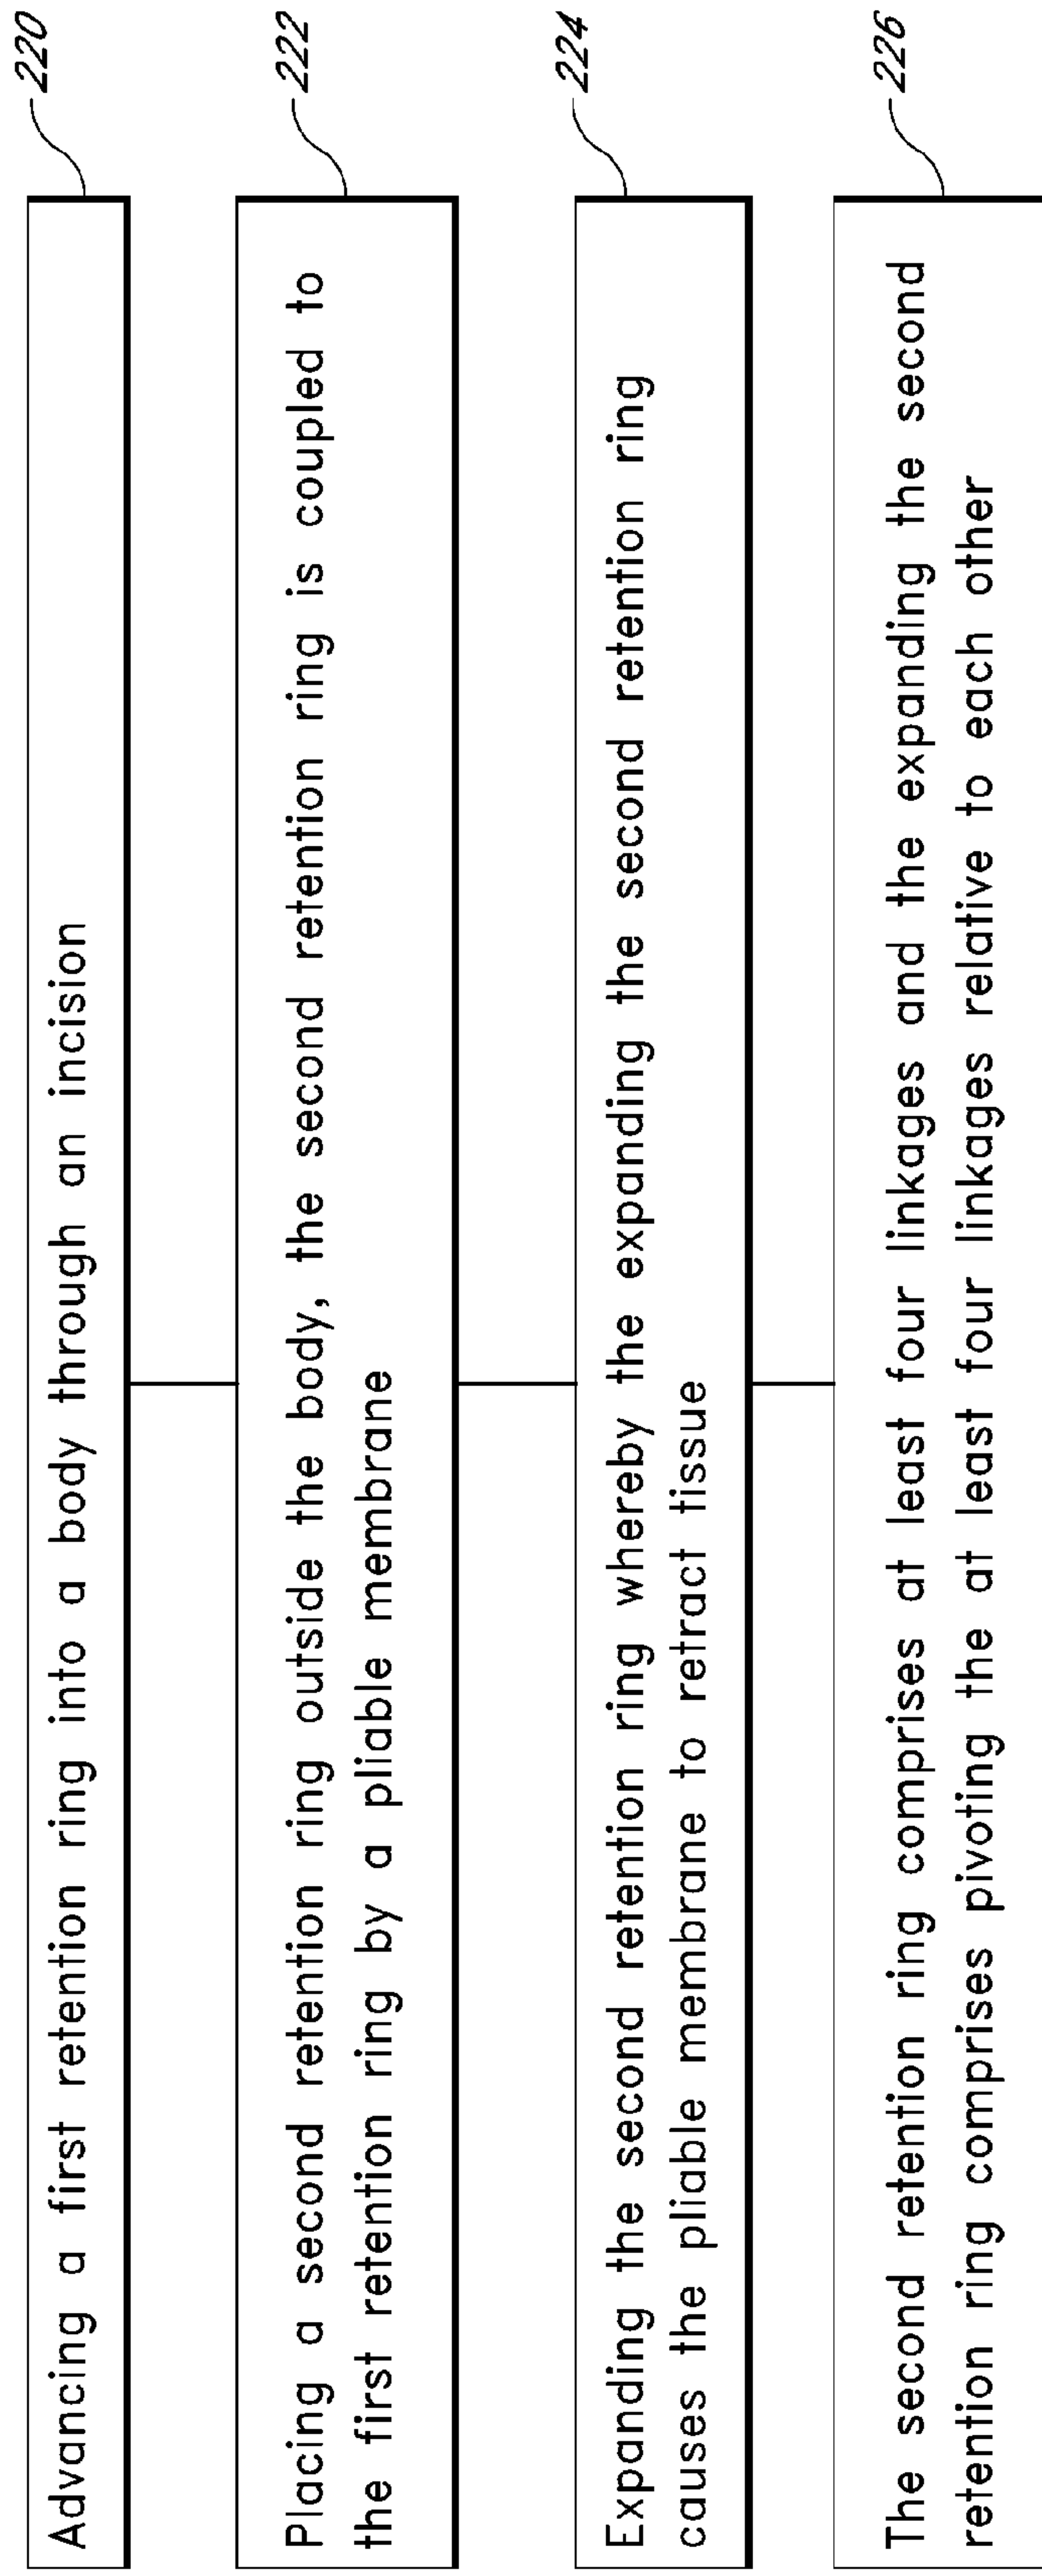 Advancing a first retention ring into a body through an incision
220
Placing a second retention ring outside the body, the second retention ring is coupled to
the first retention ring by a pliable membrane
222
Expanding the second retention ring whereby the expanding the second retention ring
causes the pliable membrane to retract tissue
224
The second retention ring comprises at least four linkages and the expanding the second
retention ring comprises pivoting the at least four linkages relative to each other
226